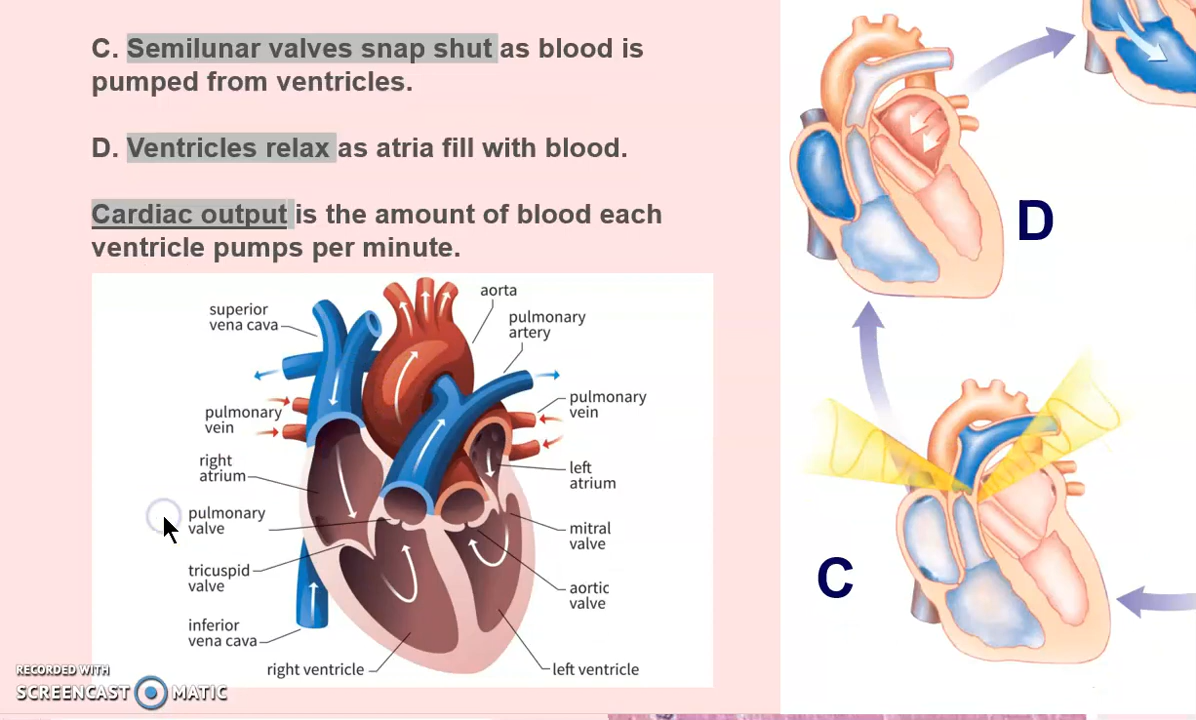 C. Semilunar valves snap shut as blood is
pumped from ventricles.
D. Ventricles relax as atria fill with blood.
Cardiac output is the amount of blood each
ventricle pumps per minute.
superior
vena cava
aorta
pulmonary
artery
pulmonary
vein
pulmonary
vein
right
atrium
left
atrium
pulmonary
valve
mitral
valve
tricuspid
valve
aortic
valve
inferior
vena cava
right ventricle
left ventricle
D
C
RECORDED WITH
SCREENCAST MATIC